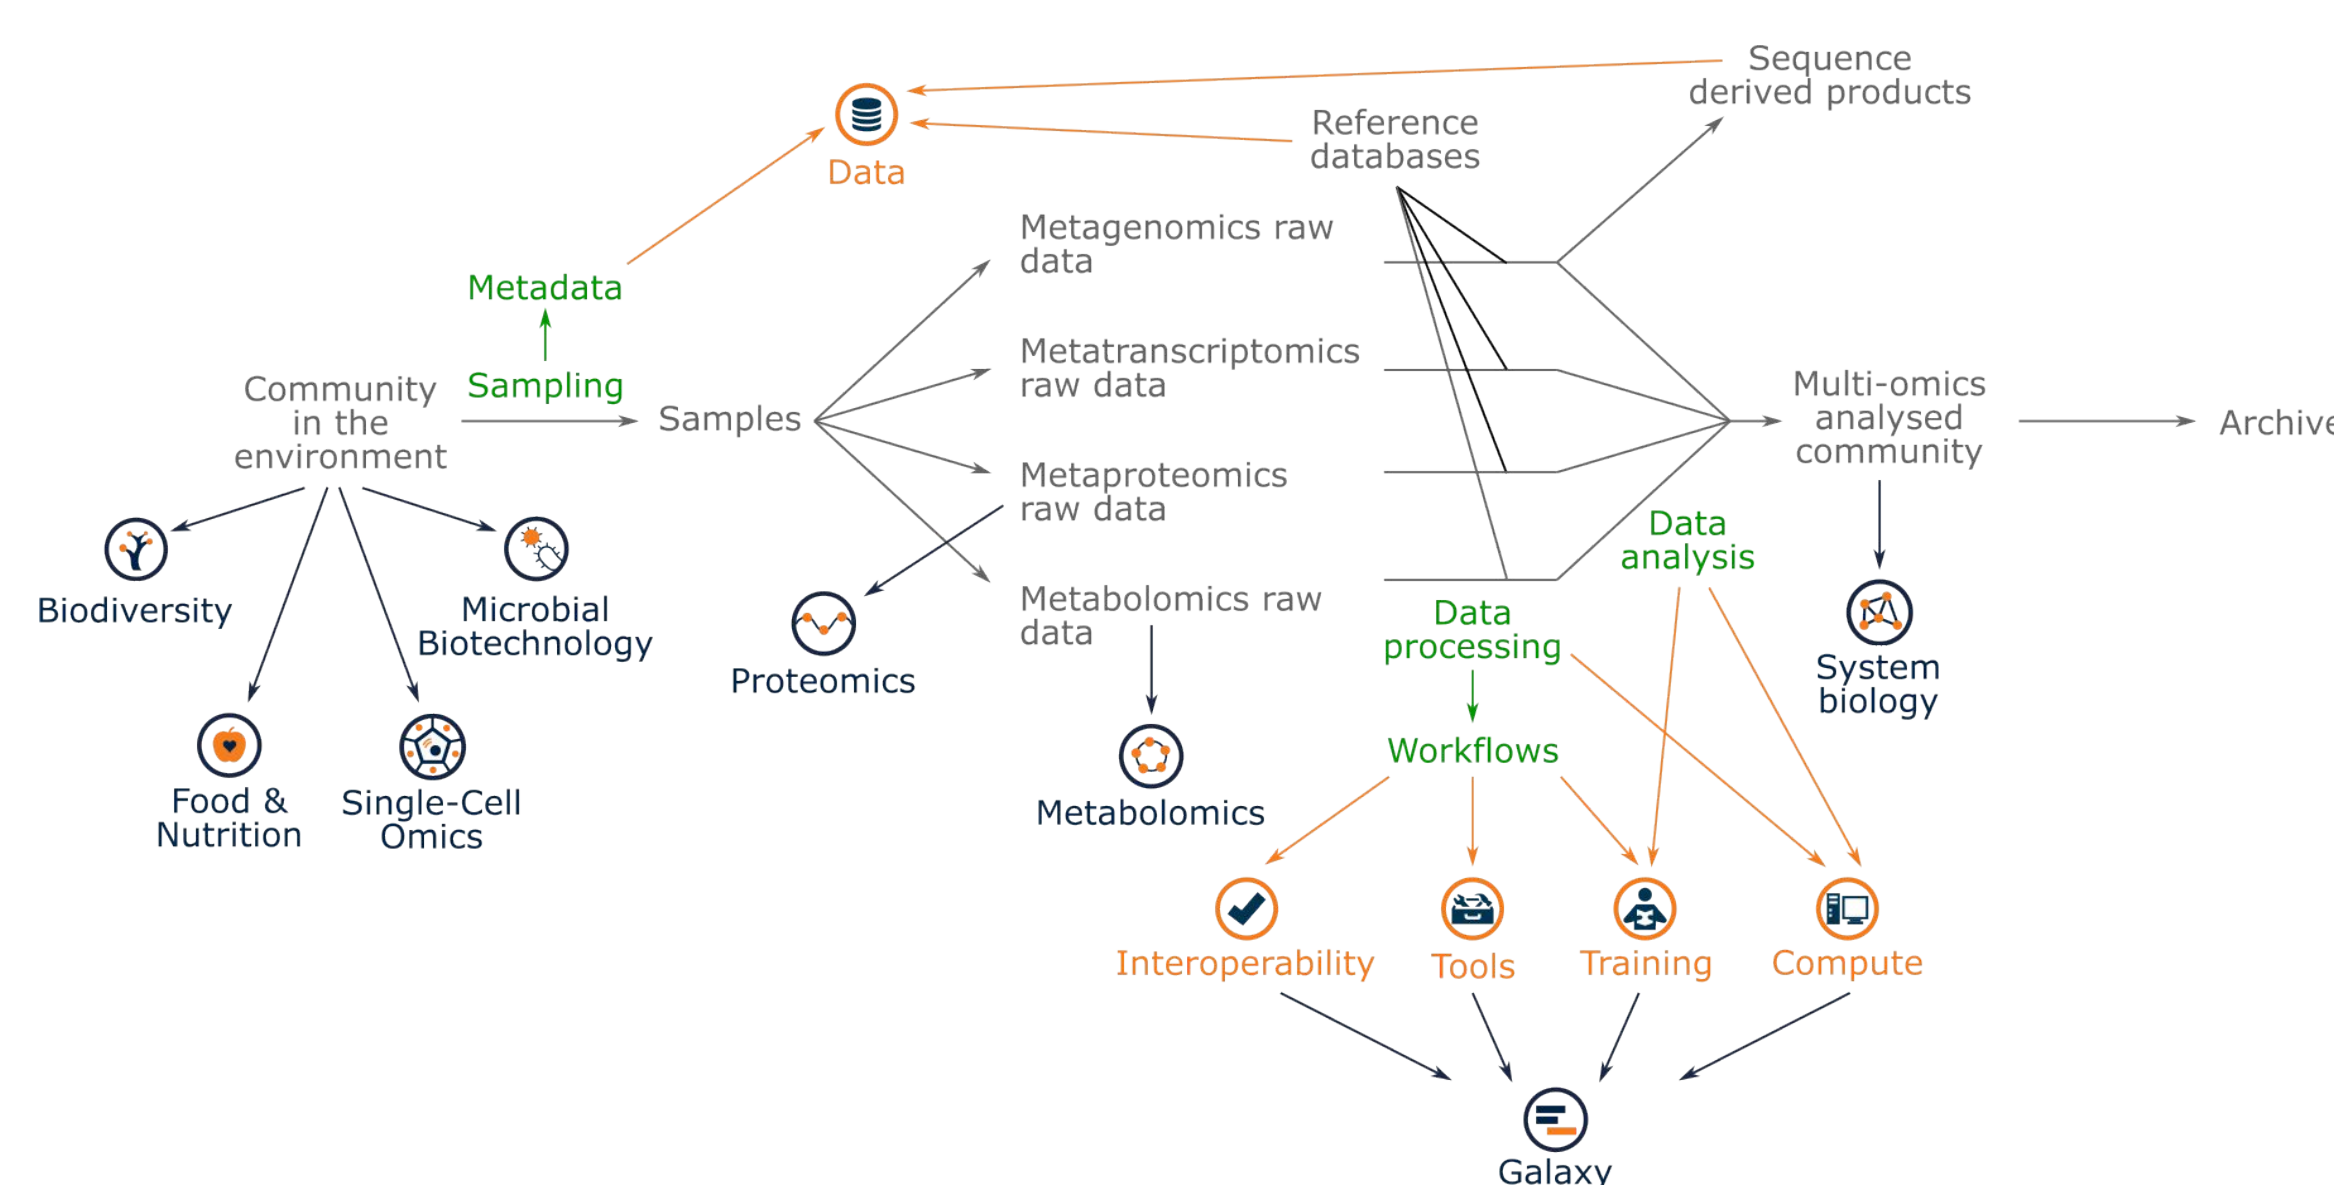 Sequence
derived products
Reference
databases
Data
Metagenomics raw
data
Metadata
Metatranscriptomics
raw data
Sampling
Community
in the
environment
Samples
Multi-omics
analysed
community
Archive
Metaproteomics
raw data
Data
analysis
Biodiversity
Microbial
Biotechnology
Metabolomics raw
data
Data
processing
Proteomics
System
biology
Workflows
Food &
Nutrition
Single-Cell
Omics
Metabolomics
Interoperability
Tools
Training
Compute
Galaxy